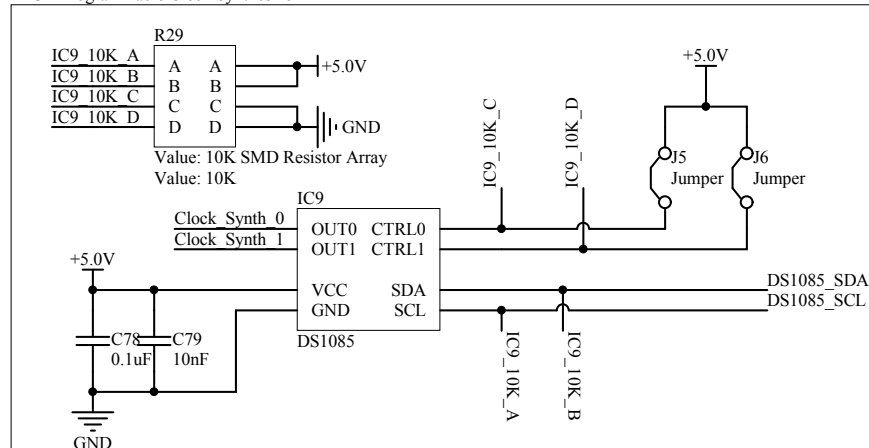 R29
IC9_10K_A
IC9_10K_B
IC9_10K_C
IC9_10K_D
A A
B B
C C
D D
+5.0V
GND
Value: 10K SMD Resistor Array
Value: 10K
IC9_10K_C
IC9_10K_D
+5.0V
J5
Jumper
J6
Jumper
IC9
Clock_Synth_0
Clock_Synth_1
OUT0 CTRL0
OUT1 CTRL1
VCC SDA
GND SCL
DS1085
DS1085_SDA
DS1085_SCL
+5.0V
C78
0.1uF
C79
10nF
GND
IC9_10K_A
IC9_10K_B